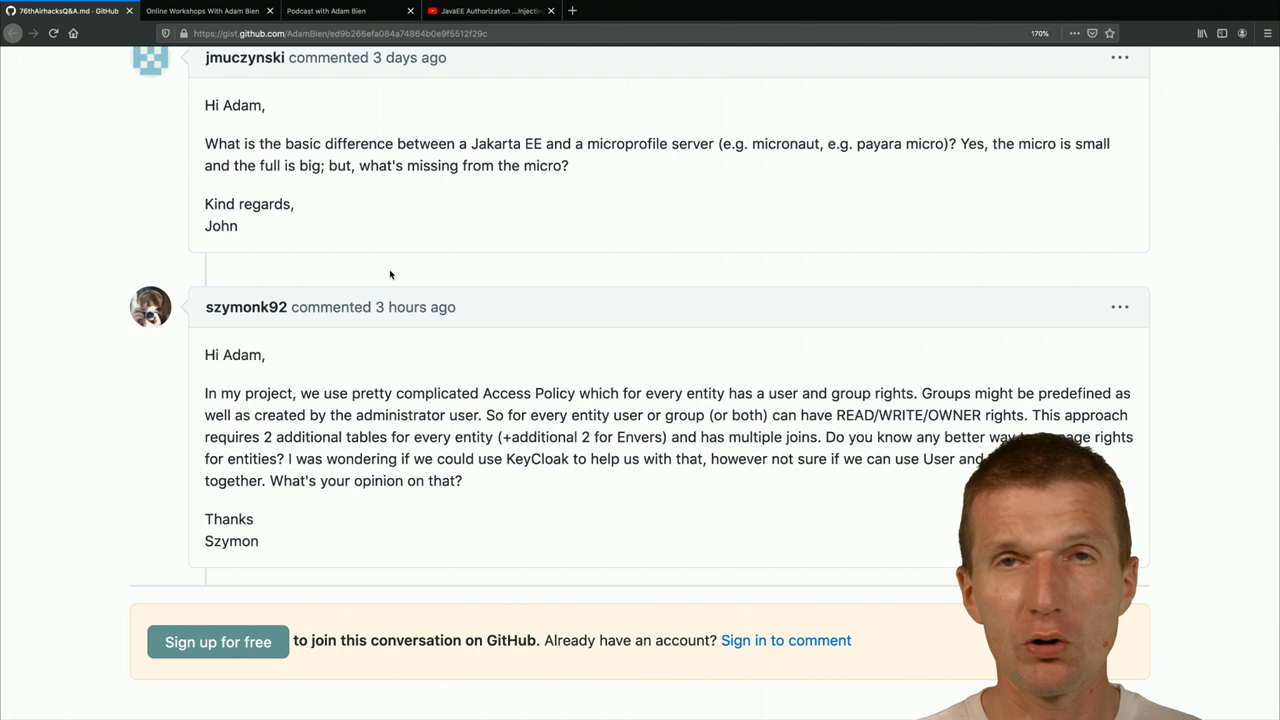 76thAirhacksQ&A.md · GitHub
Online Workshops With Adam Bien
Podcast with Adam Bien
JavaEE Authorization ...Injectin
https://gist.github.com/AdamBien/ed9b266efa084a74864b0e9f5512f29c
170%
jmuczynski commented 3 days ago
Hi Adam,
What is the basic difference between a Jakarta EE and a microprofile server (e.g. micronaut, e.g. payara micro)? Yes, the micro is small
and the full is big; but, what's missing from the micro?
Kind regards,
John
szymonk92 commented 3 hours ago
Hi Adam,
In my project, we use pretty complicated Access Policy which for every entity has a user and group rights. Groups might be predefined as
well as created by the administrator user. So for every entity user or group (or both) can have READ/WRITE/OWNER rights. This approach
requires 2 additional tables for every entity (+additional 2 for Envers) and has multiple joins. Do you know any better way rights
for entities? I was wondering if we could use KeyCloak to help us with that, however not sure if we can use User and
together. What's your opinion on that?
Thanks
Szymon
Sign up for free to join this conversation on GitHub. Already have an account? Sign in to comment